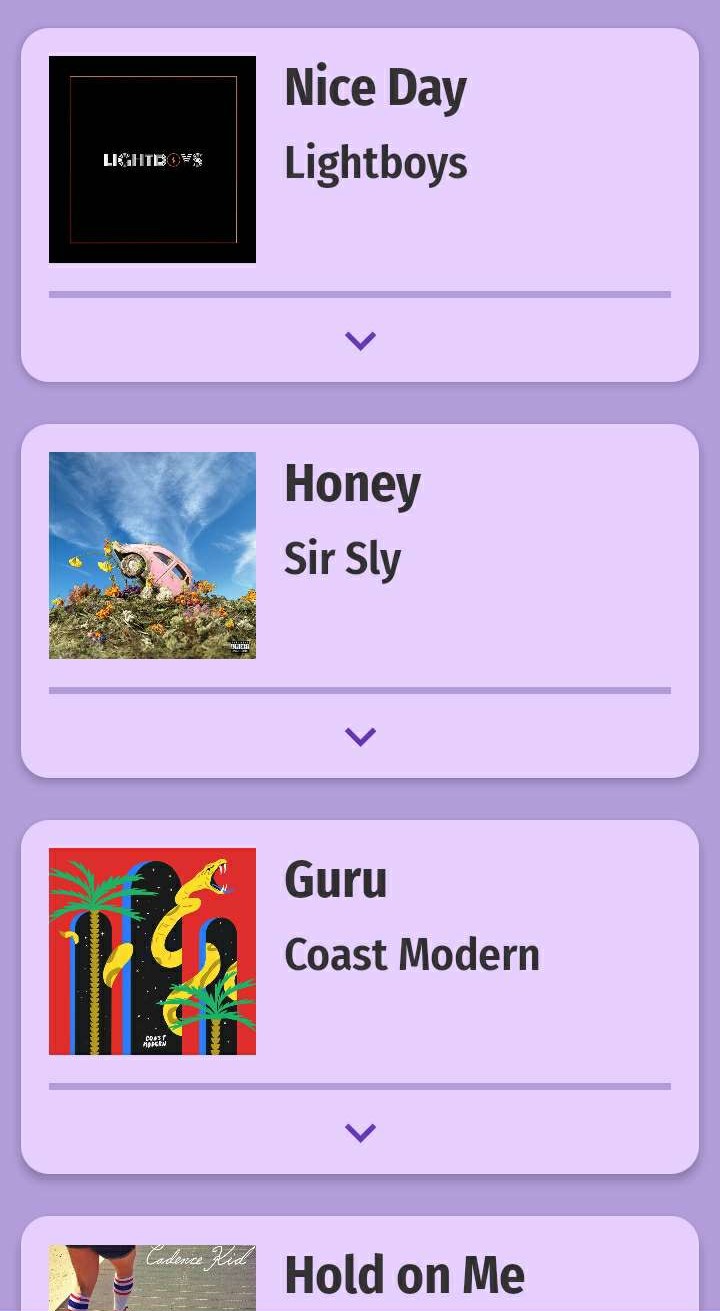 Nice Day
Lightboys
LIGHTBOYS
Honey
Sir Sly
Guru
Coast Modern
COAST
MODERN
Hold on Me
Cadence Kid